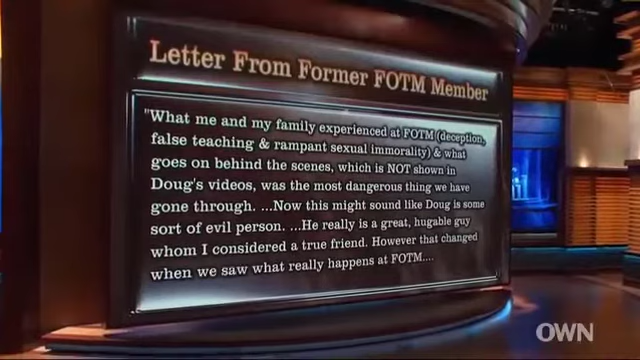 Letter From Former FOTM Member
"What me and my family experienced at FOTM (deception,
false teaching & rampant sexual immorality) & what
goes on behind the scenes, which is NOT shown in
Doug's videos, was the most dangerous thing we have
gone through. ...Now this might sound like Doug is some
sort of evil person. ...He really is a great, hugable guy
whom I considered a true friend. However that changed
when we saw what really happens at FOTM....
OWN